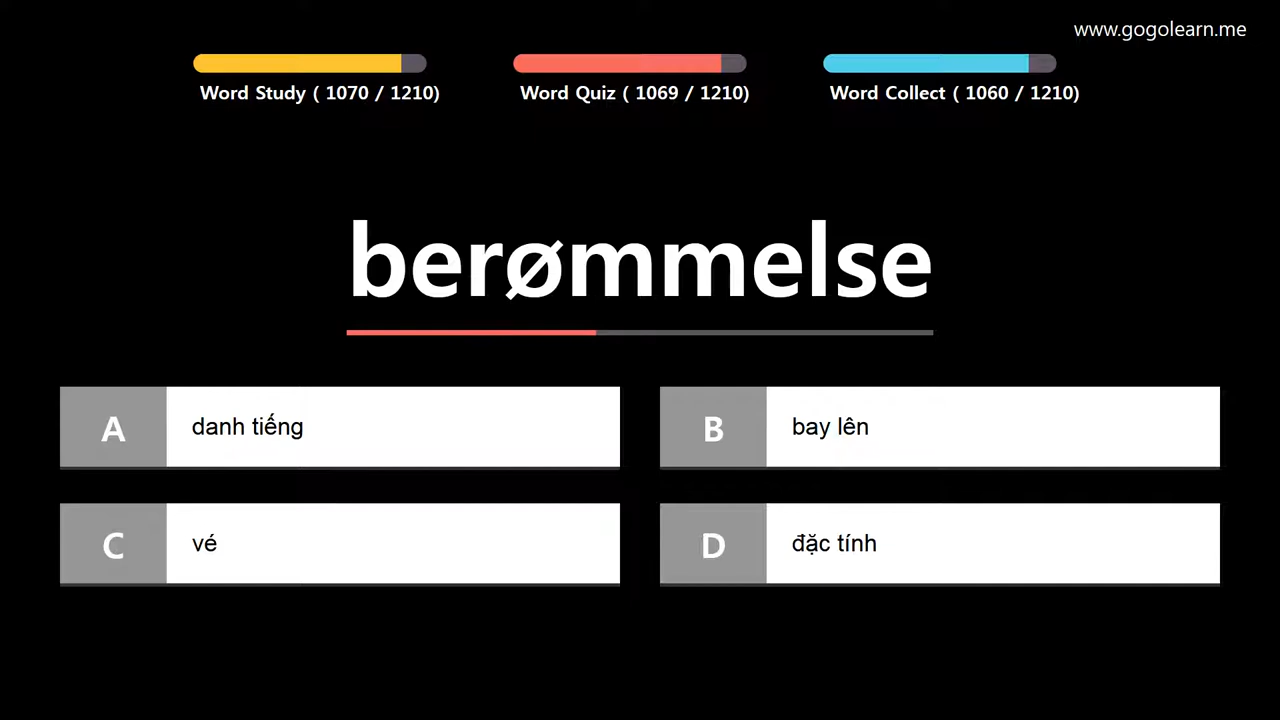 www.gogolearn.me
Word Study ( 1070 / 1210)
Word Quiz ( 1069 / 1210)
Word Collect ( 1060 / 1210)
berømmelse
A danh tiếng
B bay lên
C vé
D đặc tính